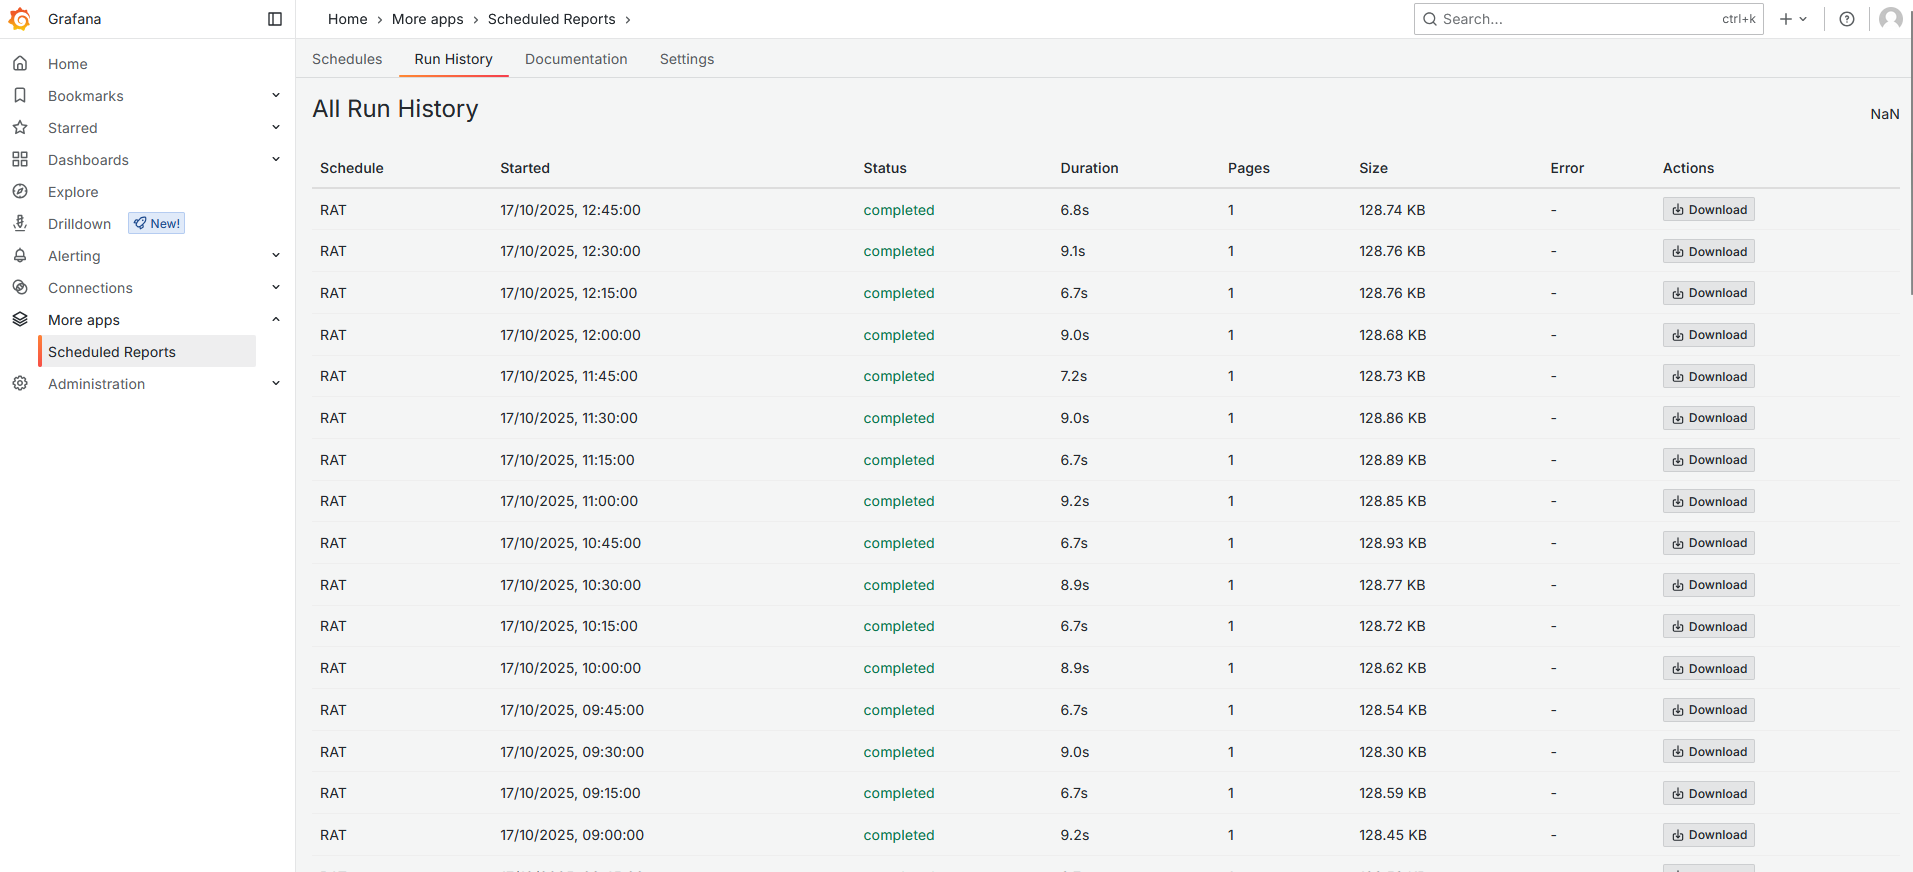 Grafana
Home
More apps
Scheduled Reports
Search...
ctrl+k
Home
Bookmarks
Starred
Dashboards
Explore
Drilldown New!
Alerting
Connections
More apps
Scheduled Reports
Administration
Schedules Run History Documentation Settings
All Run History
NaN
Schedule Started Status Duration Pages Size Error Actions
RAT 17/10/2025, 12:45:00 completed 6.8s 1 128.74 KB - Download
RAT 17/10/2025, 12:30:00 completed 9.1s 1 128.76 KB - Download
RAT 17/10/2025, 12:15:00 completed 6.7s 1 128.76 KB - Download
RAT 17/10/2025, 12:00:00 completed 9.0s 1 128.68 KB - Download
RAT 17/10/2025, 11:45:00 completed 7.2s 1 128.73 KB - Download
RAT 17/10/2025, 11:30:00 completed 9.0s 1 128.86 KB - Download
RAT 17/10/2025, 11:15:00 completed 6.7s 1 128.89 KB - Download
RAT 17/10/2025, 11:00:00 completed 9.2s 1 128.85 KB - Download
RAT 17/10/2025, 10:45:00 completed 6.7s 1 128.93 KB - Download
RAT 17/10/2025, 10:30:00 completed 8.9s 1 128.77 KB - Download
RAT 17/10/2025, 10:15:00 completed 6.7s 1 128.72 KB - Download
RAT 17/10/2025, 10:00:00 completed 8.9s 1 128.62 KB - Download
RAT 17/10/2025, 09:45:00 completed 6.7s 1 128.54 KB - Download
RAT 17/10/2025, 09:30:00 completed 9.0s 1 128.30 KB - Download
RAT 17/10/2025, 09:15:00 completed 6.7s 1 128.59 KB - Download
RAT 17/10/2025, 09:00:00 completed 9.2s 1 128.45 KB - Download